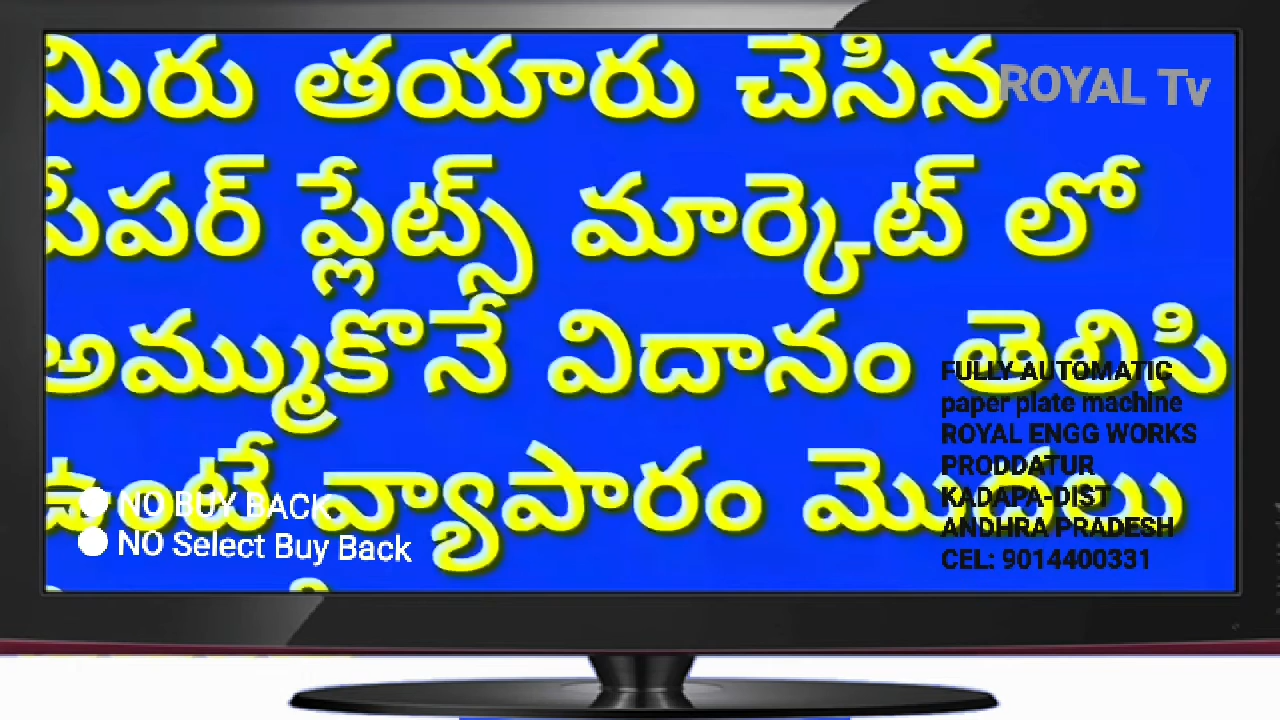 మీరు తయారు చేసిన
ROYAL Tv
పేపర్ ప్లేట్స్ మార్కెట్ లో
అమ్ముకొనే విదానం తెలిసి
ఉంటే వ్యాపారం మొదలు
NO BUY BACK
NO Select Buy Back
FULLY AUTOMATIC
paper plate machine
ROYAL ENGG WORKS
PRODDATUR
KADAPA-DIST
ANDHRA PRADESH
CEL: 9014400331